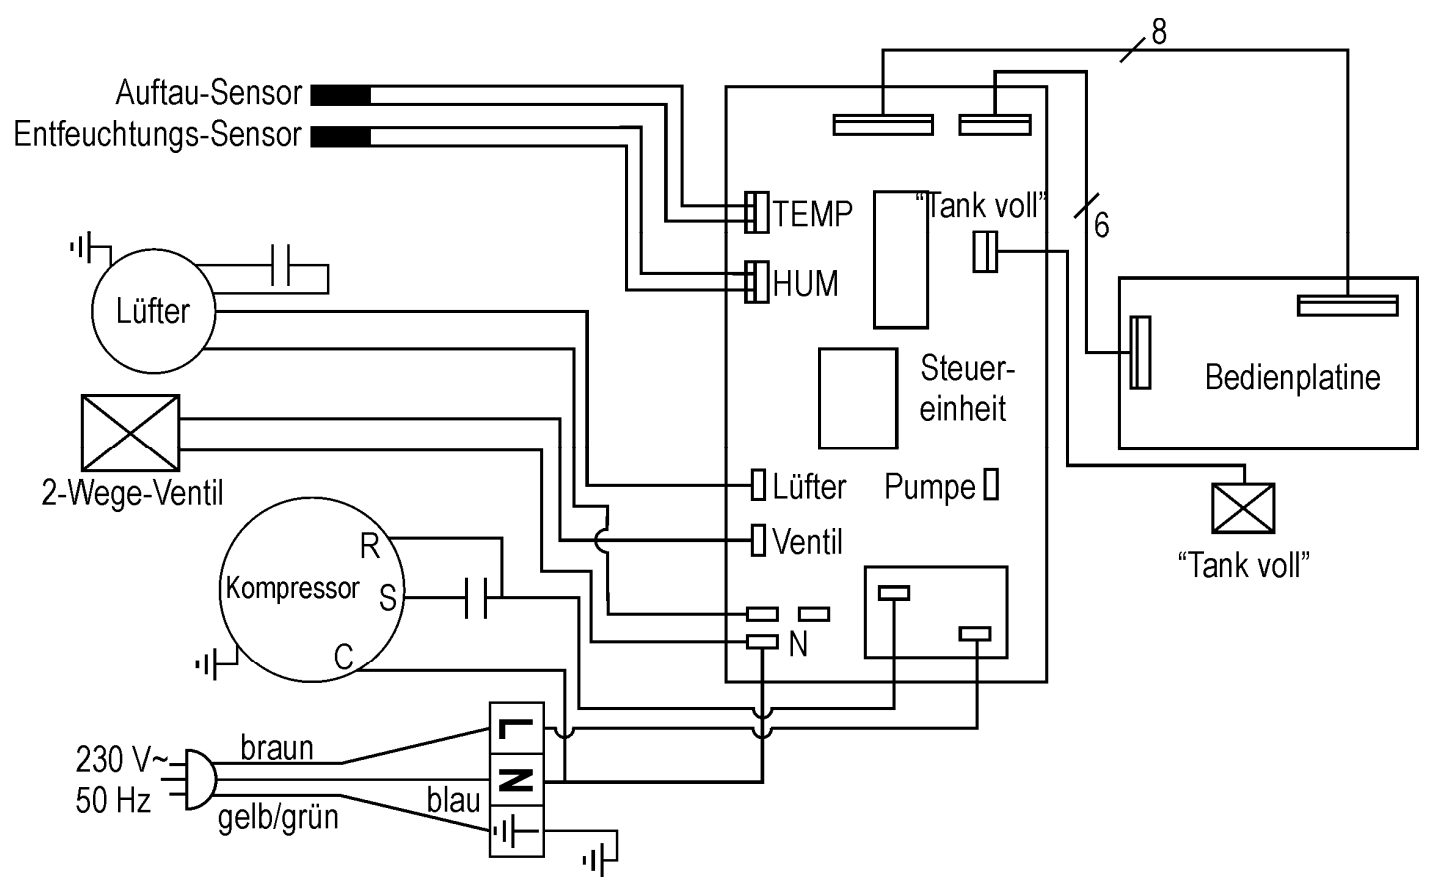 8
Auftau-Sensor
Entfeuchtungs-Sensor
TEMP
"Tank voll"
6
HUM
Lüfter
Steuer-
einheit
Bedienplatine
2-Wege-Ventil
Lüfter
Pumpe
R
Ventil
"Tank voll"
Kompressor
S
N
C
L
braun
230 V~
N
50 Hz
blau
gelb/grün